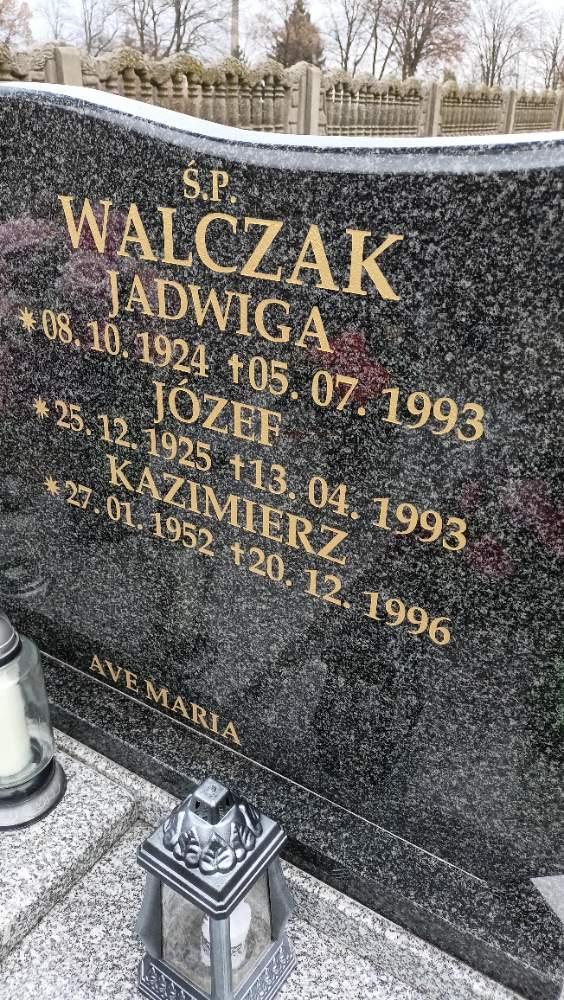 Ś.P.
WALCZAK
JADWIGA
*08.10.1924 †05.07.1993
JÓZEF
*25.12.1925 †13.04.1993
KAZIMIERZ
*27.01.1952 †20.12.1996
AVE MARIA